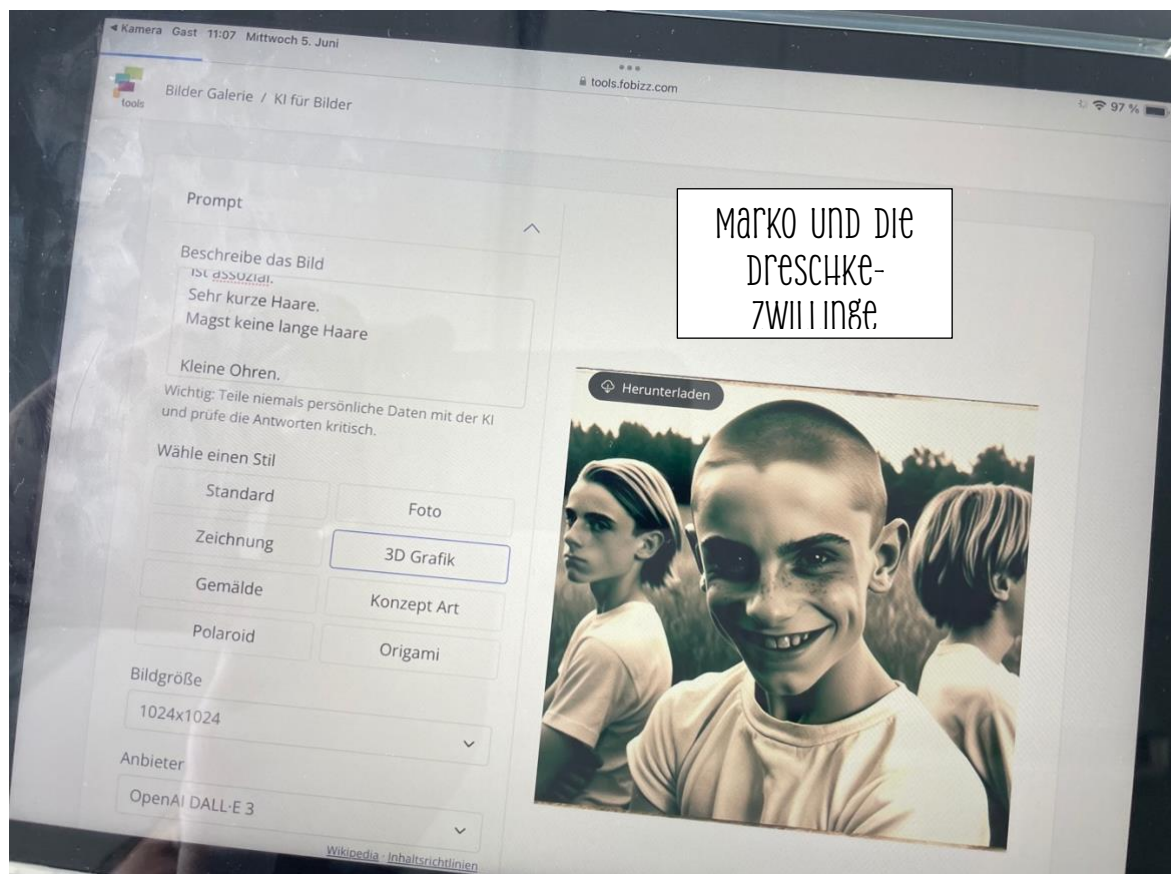 ◂ Kamera Gast 11:07 Mittwoch 5. Juni
tools.fobizz.com
97 %
tools
Bilder Galerie / KI für Bilder
Prompt
Beschreibe das Bild
ist assozial.
Sehr kurze Haare.
Magst keine lange Haare
Kleine Ohren.
Wichtig: Teile niemals persönliche Daten mit der KI
und prüfe die Antworten kritisch.
Wähle einen Stil
Standard
Foto
Zeichnung
3D Grafik
Gemälde
Konzept Art
Polaroid
Origami
Bildgröße
1024x1024
Anbieter
OpenAI DALL·E 3
Wikipedia · Inhaltsrichtlinien
Marko und die
Dreschke-
Zwillinge
Herunterladen